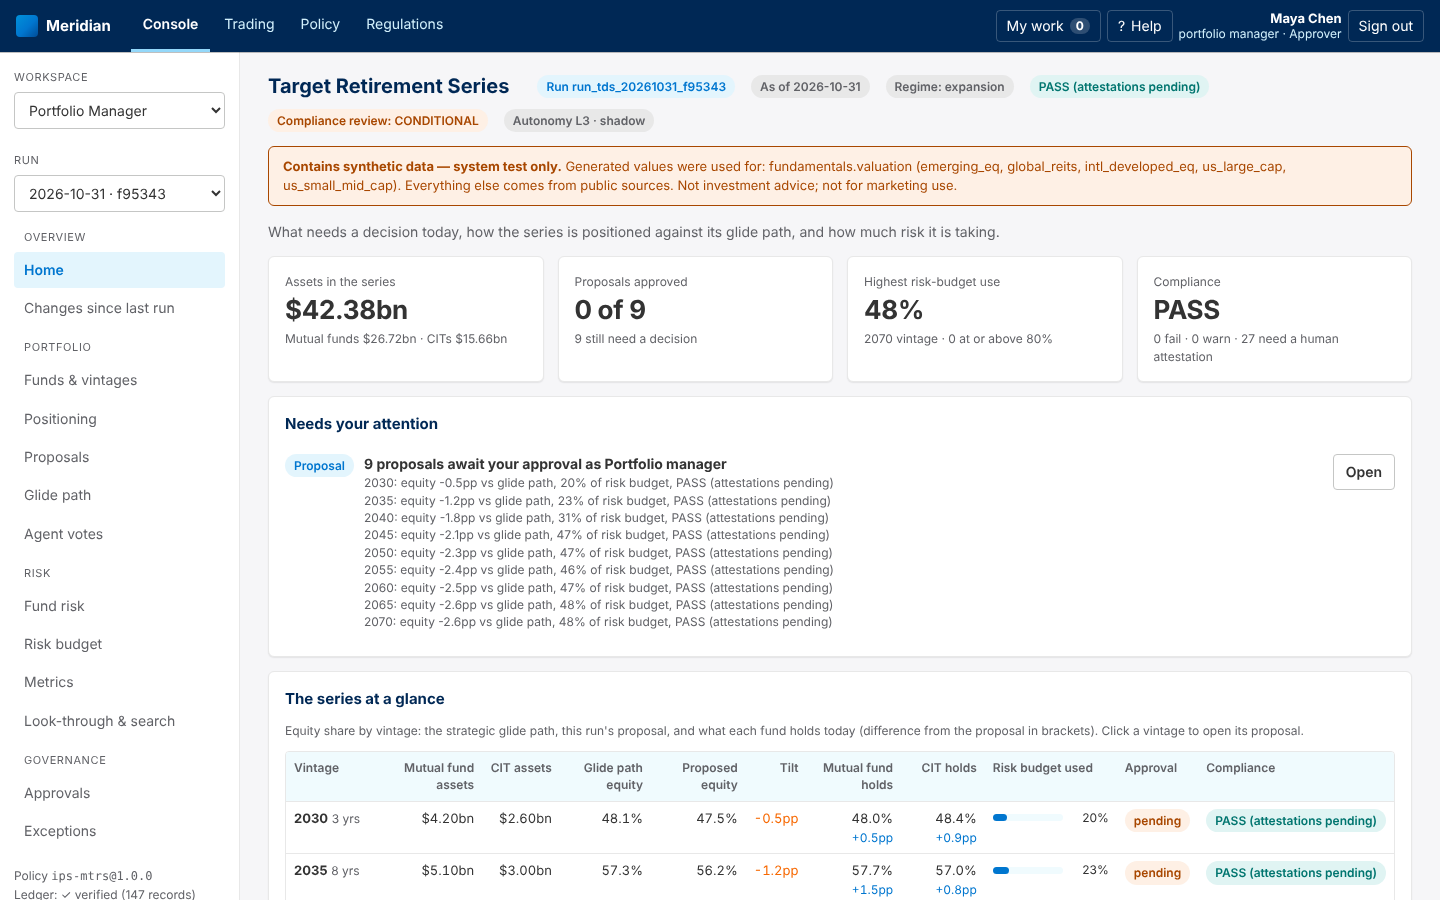 Meridian
Console
Trading
Policy
Regulations
My work 0
? Help
Maya Chen
portfolio manager · Approver
Sign out
WORKSPACE
Portfolio Manager
RUN
2026-10-31 · f95343
OVERVIEW
Home
Changes since last run
PORTFOLIO
Funds & vintages
Positioning
Proposals
Glide path
Agent votes
RISK
Fund risk
Risk budget
Metrics
Look-through & search
GOVERNANCE
Approvals
Exceptions
Policy ips-mtrs@1.0.0
Ledger: ✓ verified (147 records)
Target Retirement Series
Run run_tds_20261031_f95343
As of 2026-10-31
Regime: expansion
PASS (attestations pending)
Compliance review: CONDITIONAL
Autonomy L3 · shadow
Contains synthetic data — system test only. Generated values were used for: fundamentals.valuation (emerging_eq, global_reits, intl_developed_eq, us_large_cap,
us_small_mid_cap). Everything else comes from public sources. Not investment advice; not for marketing use.
What needs a decision today, how the series is positioned against its glide path, and how much risk it is taking.
Assets in the series
$42.38bn
Mutual funds $26.72bn · CITs $15.66bn
Proposals approved
0 of 9
9 still need a decision
Highest risk-budget use
48%
2070 vintage · 0 at or above 80%
Compliance
PASS
0 fail · 0 warn · 27 need a human
attestation
Needs your attention
Proposal
9 proposals await your approval as Portfolio manager
2030: equity -0.5pp vs glide path, 20% of risk budget, PASS (attestations pending)
2035: equity -1.2pp vs glide path, 23% of risk budget, PASS (attestations pending)
2040: equity -1.8pp vs glide path, 31% of risk budget, PASS (attestations pending)
2045: equity -2.1pp vs glide path, 47% of risk budget, PASS (attestations pending)
2050: equity -2.3pp vs glide path, 47% of risk budget, PASS (attestations pending)
2055: equity -2.4pp vs glide path, 46% of risk budget, PASS (attestations pending)
2060: equity -2.5pp vs glide path, 47% of risk budget, PASS (attestations pending)
2065: equity -2.6pp vs glide path, 48% of risk budget, PASS (attestations pending)
2070: equity -2.6pp vs glide path, 48% of risk budget, PASS (attestations pending)
Open
The series at a glance
Equity share by vintage: the strategic glide path, this run's proposal, and what each fund holds today (difference from the proposal in brackets). Click a vintage to open its proposal.
Vintage
Mutual fund
assets
CIT assets
Glide path
equity
Proposed
equity
Tilt
Mutual fund
holds
CIT holds
Risk budget used
Approval
Compliance
2030 3 yrs $4.20bn $2.60bn 48.1% 47.5% -0.5pp 48.0% 48.4% 20% pending PASS (attestations pending)
+0.5pp +0.9pp
2035 8 yrs $5.10bn $3.00bn 57.3% 56.2% -1.2pp 57.7% 57.0% 23% pending PASS (attestations pending)
+1.5pp +0.8pp